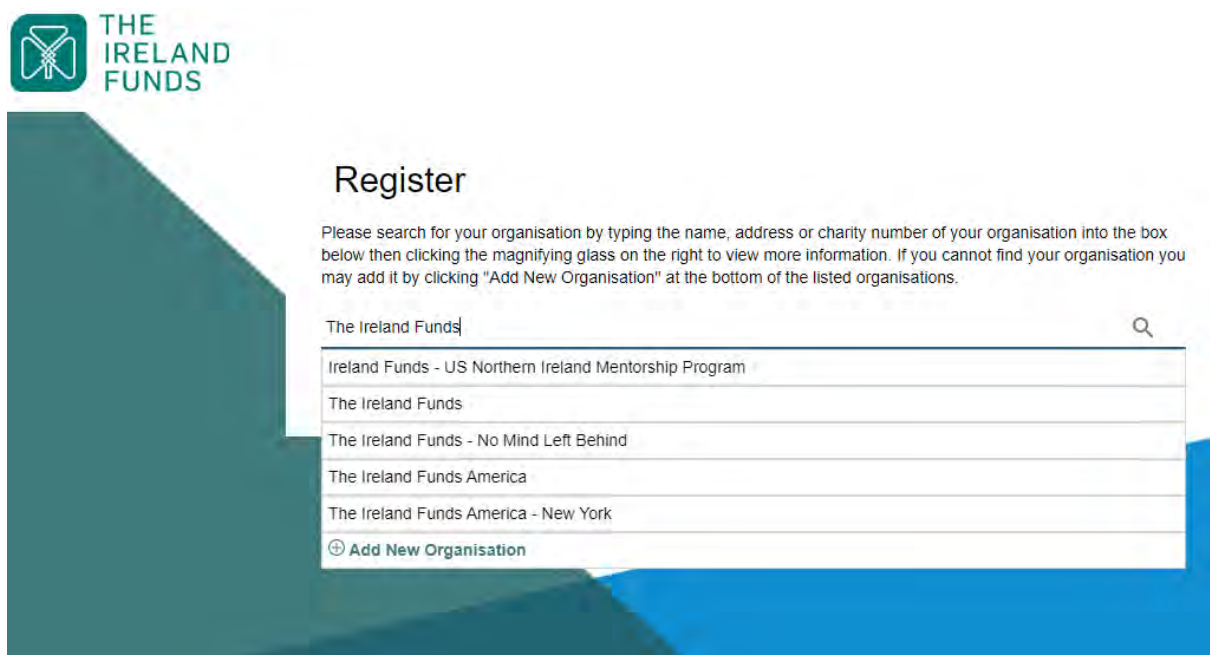 THE
IRELAND
FUNDS
Register
Please search for your organisation by typing the name, address or charity number of your organisation into the box
below then clicking the magnifying glass on the right to view more information. If you cannot find your organisation you
may add it by clicking "Add New Organisation" at the bottom of the listed organisations.
The Ireland Funds
Ireland Funds - US Northern Ireland Mentorship Program
The Ireland Funds
The Ireland Funds - No Mind Left Behind
The Ireland Funds America
The Ireland Funds America - New York
Add New Organisation